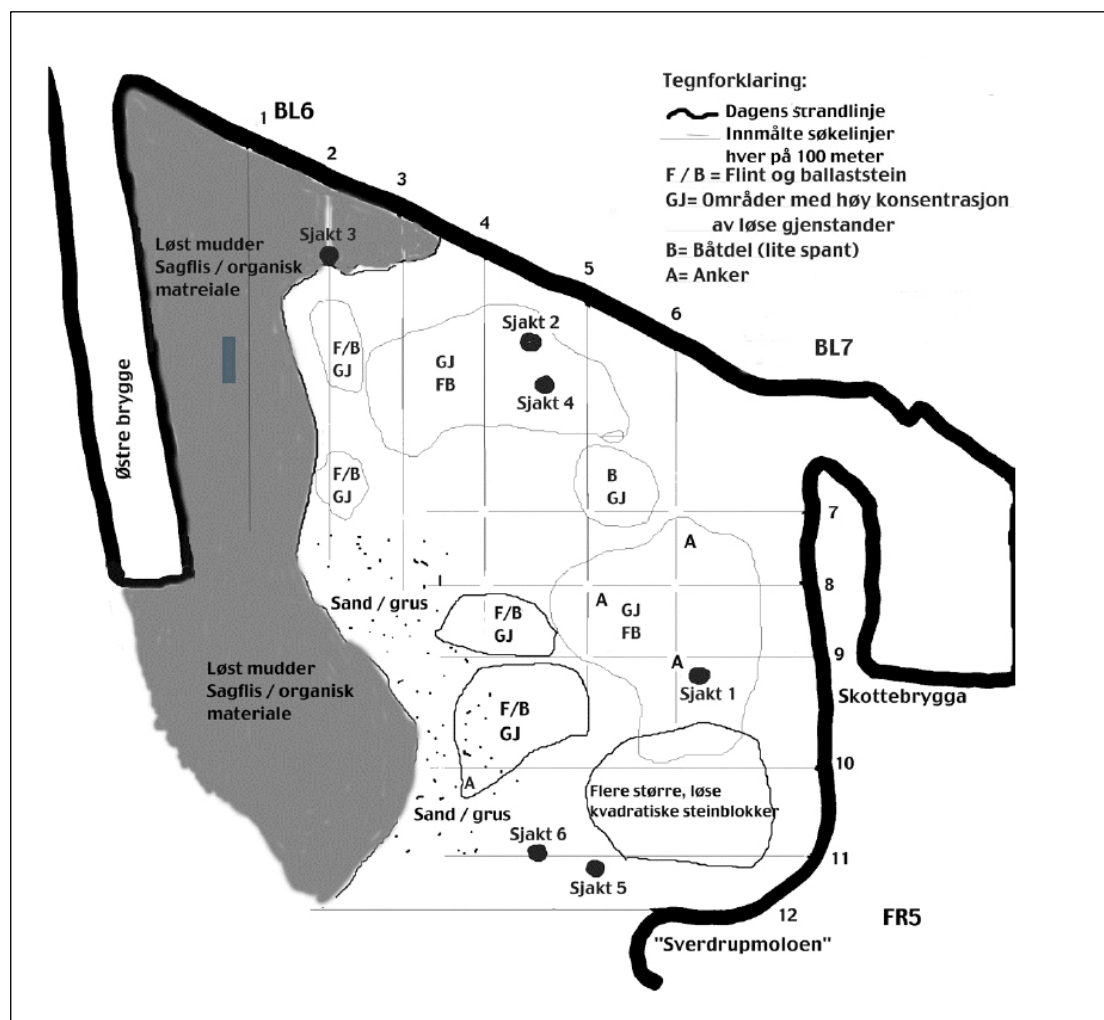 Tegnforklaring:
Dagens strandlinje
Innmålte søkelinjer
hver på 100 meter
F / B = Flint og ballaststein
GJ= Områder med høy konsentrasjon
av løse gjenstander
B= Båtdel (lite spant)
A= Anker
1
BL6
2
3
4
5
6
BL7
Sjakt 3
Løst mudder
Sagflis / organisk
matreiale
Østre brygge
Sjakt 2
F/B
GJ
GJ
FB
Sjakt 4
F/B
GJ
B
GJ
7
A
8
Sand / grus
F/B
GJ
A
GJ
FB
9
A
Sjakt 1
Skottebrygga
Løst mudder
Sagflis / organisk
materiale
F/B
GJ
10
A
Flere større, løse
kvadratiske steinblokker
Sand / grus
Sjakt 6
11
Sjakt 5
12
FR5
"Sverdrupmoloen"